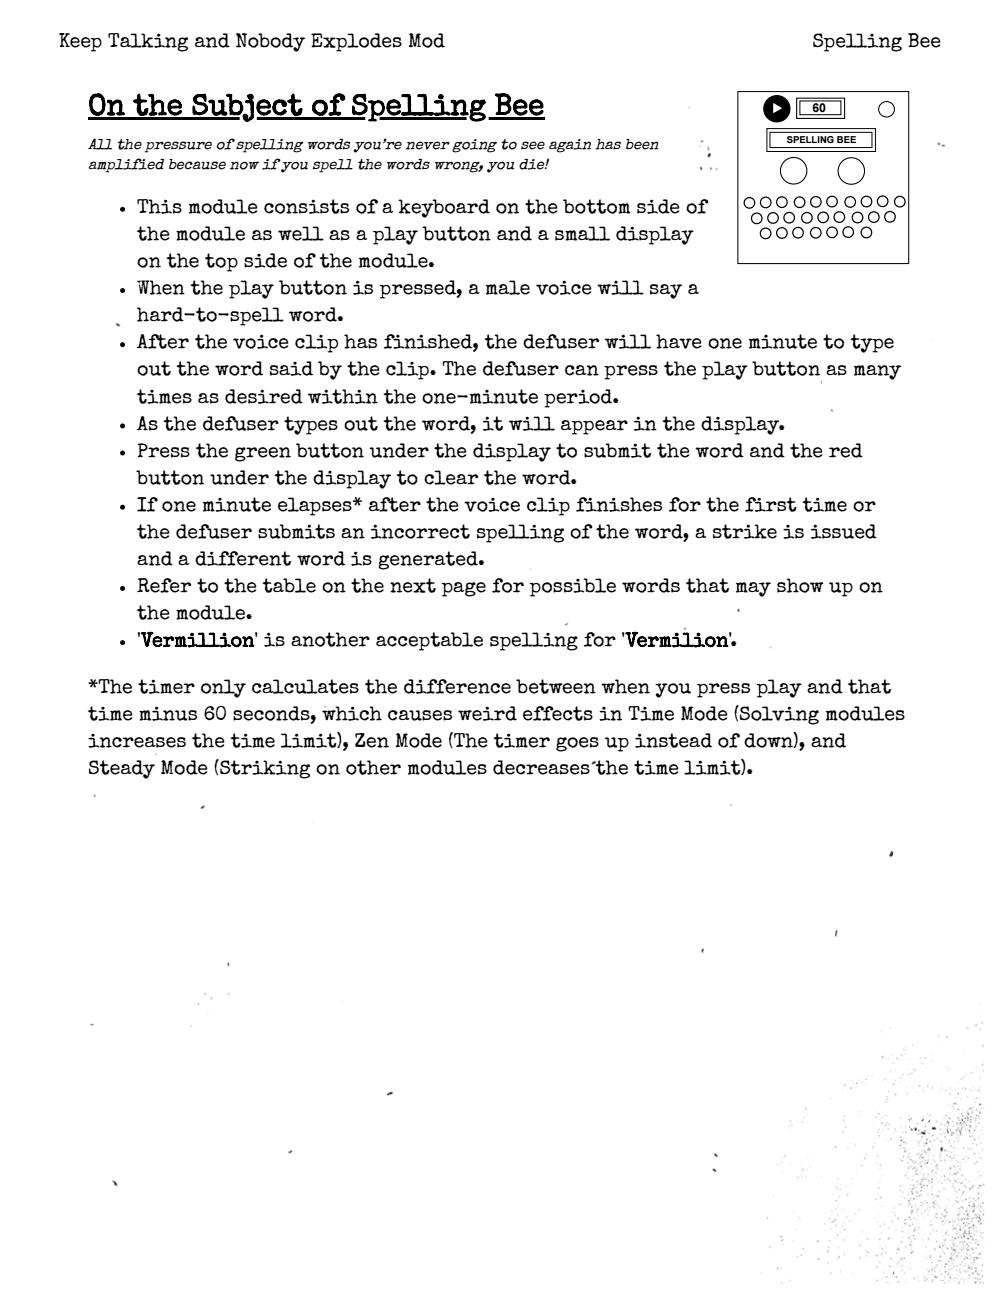 Keep Talking and Nobody Explodes Mod
Spelling Bee
On the Subject of Spelling Bee
All the pressure of spelling words you're never going to see again has been
amplified because now if you spell the words wrong, you die!
60
SPELLING BEE
• This module consists of a keyboard on the bottom side of
the module as well as a play button and a small display
on the top side of the module.
• When the play button is pressed, a male voice will say a
hard-to-spell word.
• After the voice clip has finished, the defuser will have one minute to type
out the word said by the clip. The defuser can press the play button as many
times as desired within the one-minute period.
• As the defuser types out the word, it will appear in the display.
• Press the green button under the display to submit the word and the red
button under the display to clear the word.
• If one minute elapses* after the voice clip finishes for the first time or
the defuser submits an incorrect spelling of the word, a strike is issued
and a different word is generated.
• Refer to the table on the next page for possible words that may show up on
the module.
• 'Vermillion' is another acceptable spelling for 'Vermilion'.
*The timer only calculates the difference between when you press play and that
time minus 60 seconds, which causes weird effects in Time Mode (Solving modules
increases the time limit), Zen Mode (The timer goes up instead of down), and
Steady Mode (Striking on other modules decreases the time limit).